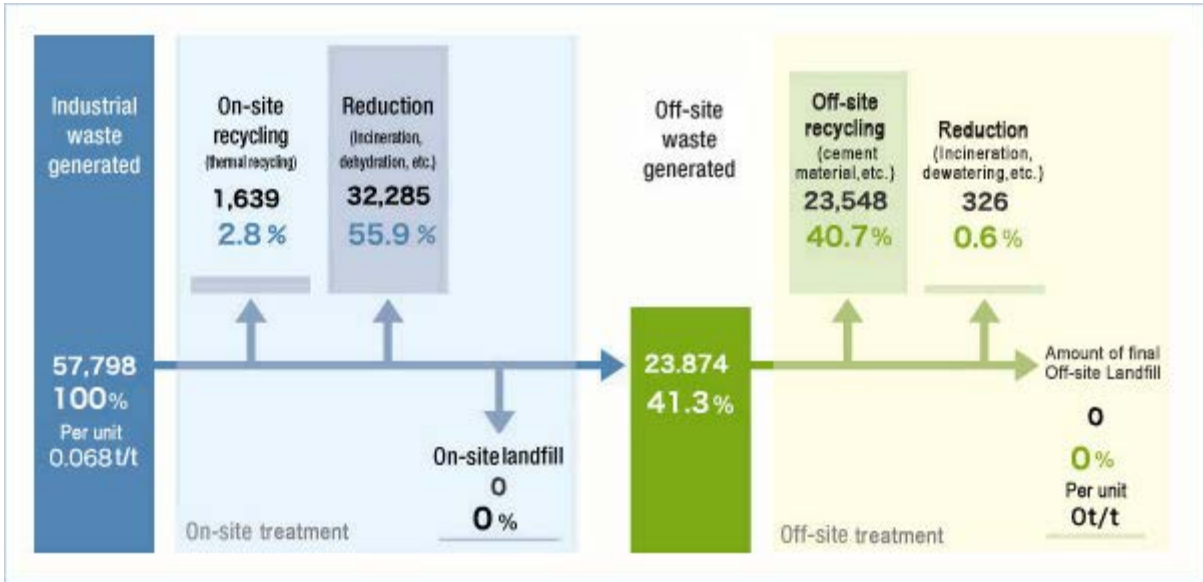 Industrial
waste
generated
57,798
100%
Per unit
0.068t/t
On-site
recycling
(thermal recycling)
1,639
2.8%
Reduction
(Incineration,
dehydration, etc.)
32,285
55.9%
On-site landfill
0
0%
On-site treatment
Off-site
waste
generated
23.874
41.3%
Off-site
recycling
(cement
material,etc.)
23,548
40.7%
Reduction
(Incineration,
dewatering,etc.)
326
0.6%
Amount of final
Off-site Landfill
0
0%
Per unit
0t/t
Off-site treatment